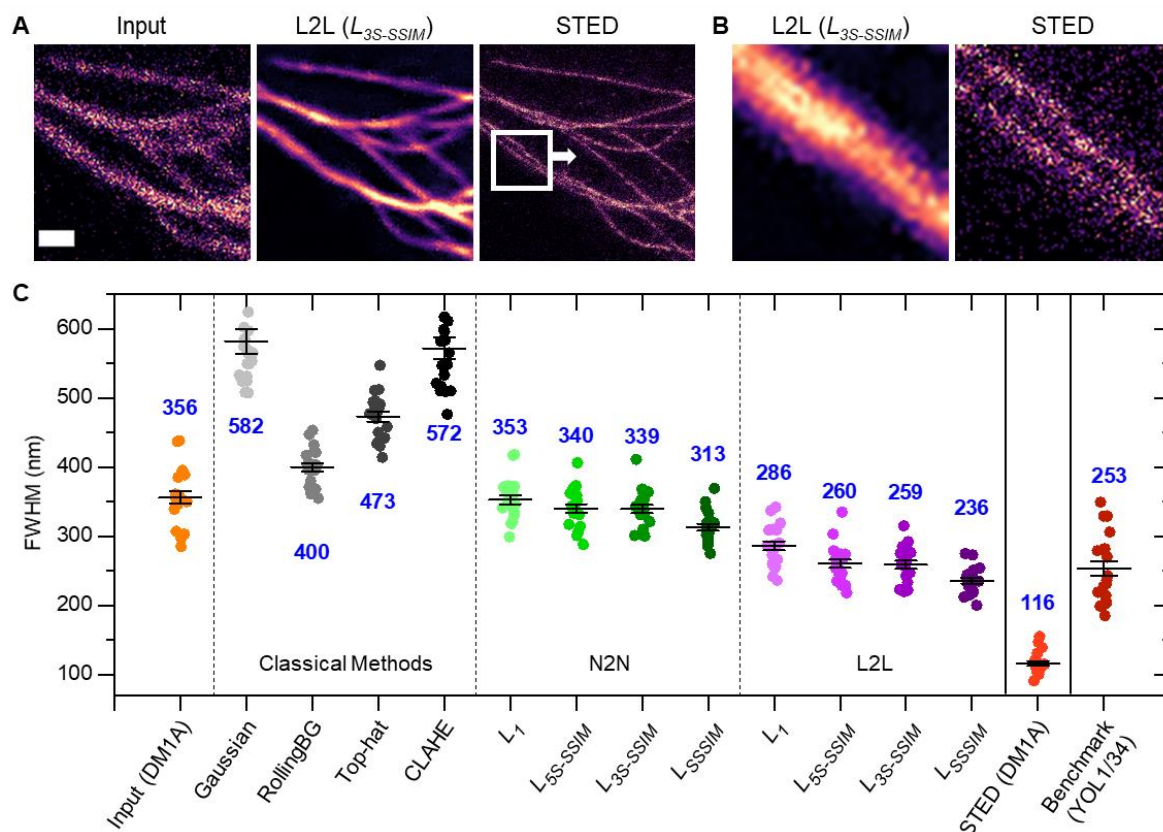 A
Input
L2L (L3S-SSIM)
STED
B
L2L (L3S-SSIM)
STED
C
FWHM (nm)
600
500
400
300
200
100
356
582
400
473
572
353
340
339
313
286
260
259
236
116
253
Classical Methods
N2N
L2L
Input (DM1A)
Gaussian
RollingBG
Top-hat
CLAHE
L1
L5S-SSIM
L3S-SSIM
LSSSIM
L1
L5S-SSIM
L3S-SSIM
LSSSIM
STED (DM1A)
Benchmark
(YOL1/34)